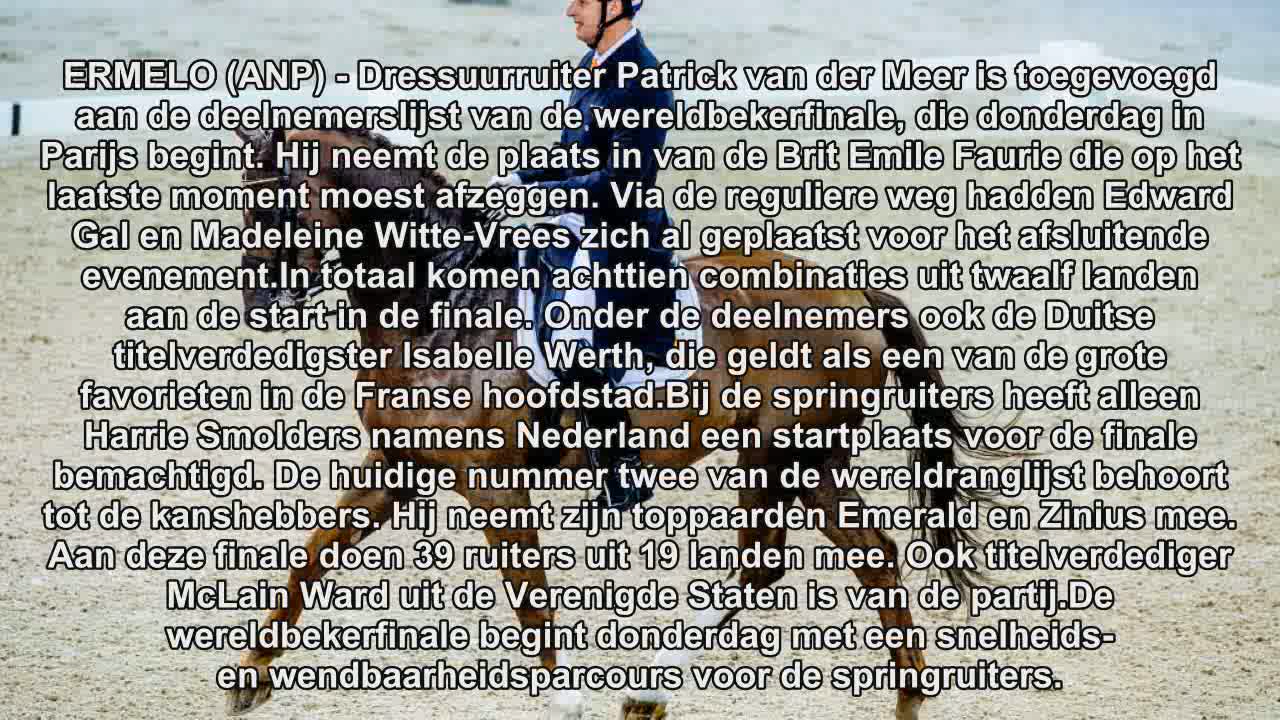 ERMELO (ANP) - Dressuurruiter Patrick van der Meer is toegevoegd
aan de deelnemerslijst van de wereldbekerfinale, die donderdag in
Parijs begint. Hij neemt de plaats in van de Brit Emile Faurie die op het
laatste moment moest afzeggen. Via de reguliere weg hadden Edward
Gal en Madeleine Witte-Vrees zich al geplaatst voor het afsluitende
evenement.In totaal komen achttien combinaties uit twaalf landen
aan de start in de finale. Onder de deelnemers ook de Duitse
titelverdedigster Isabelle Werth, die geldt als een van de grote
favorieten in de Franse hoofdstad.Bij de springruiters heeft alleen
Harrie Smolders namens Nederland een startplaats voor de finale
bemachtigd. De huidige nummer twee van de wereldranglijst behoort
tot de kanshebbers. Hij neemt zijn toppaarden Emerald en Zinius mee.
Aan deze finale doen 39 ruiters uit 19 landen mee. Ook titelverdediger
McLain Ward uit de Verenigde Staten is van de partij.De
wereldbekerfinale begint donderdag met een snelheids-
en wendbaarheidsparcours voor de springruiters.